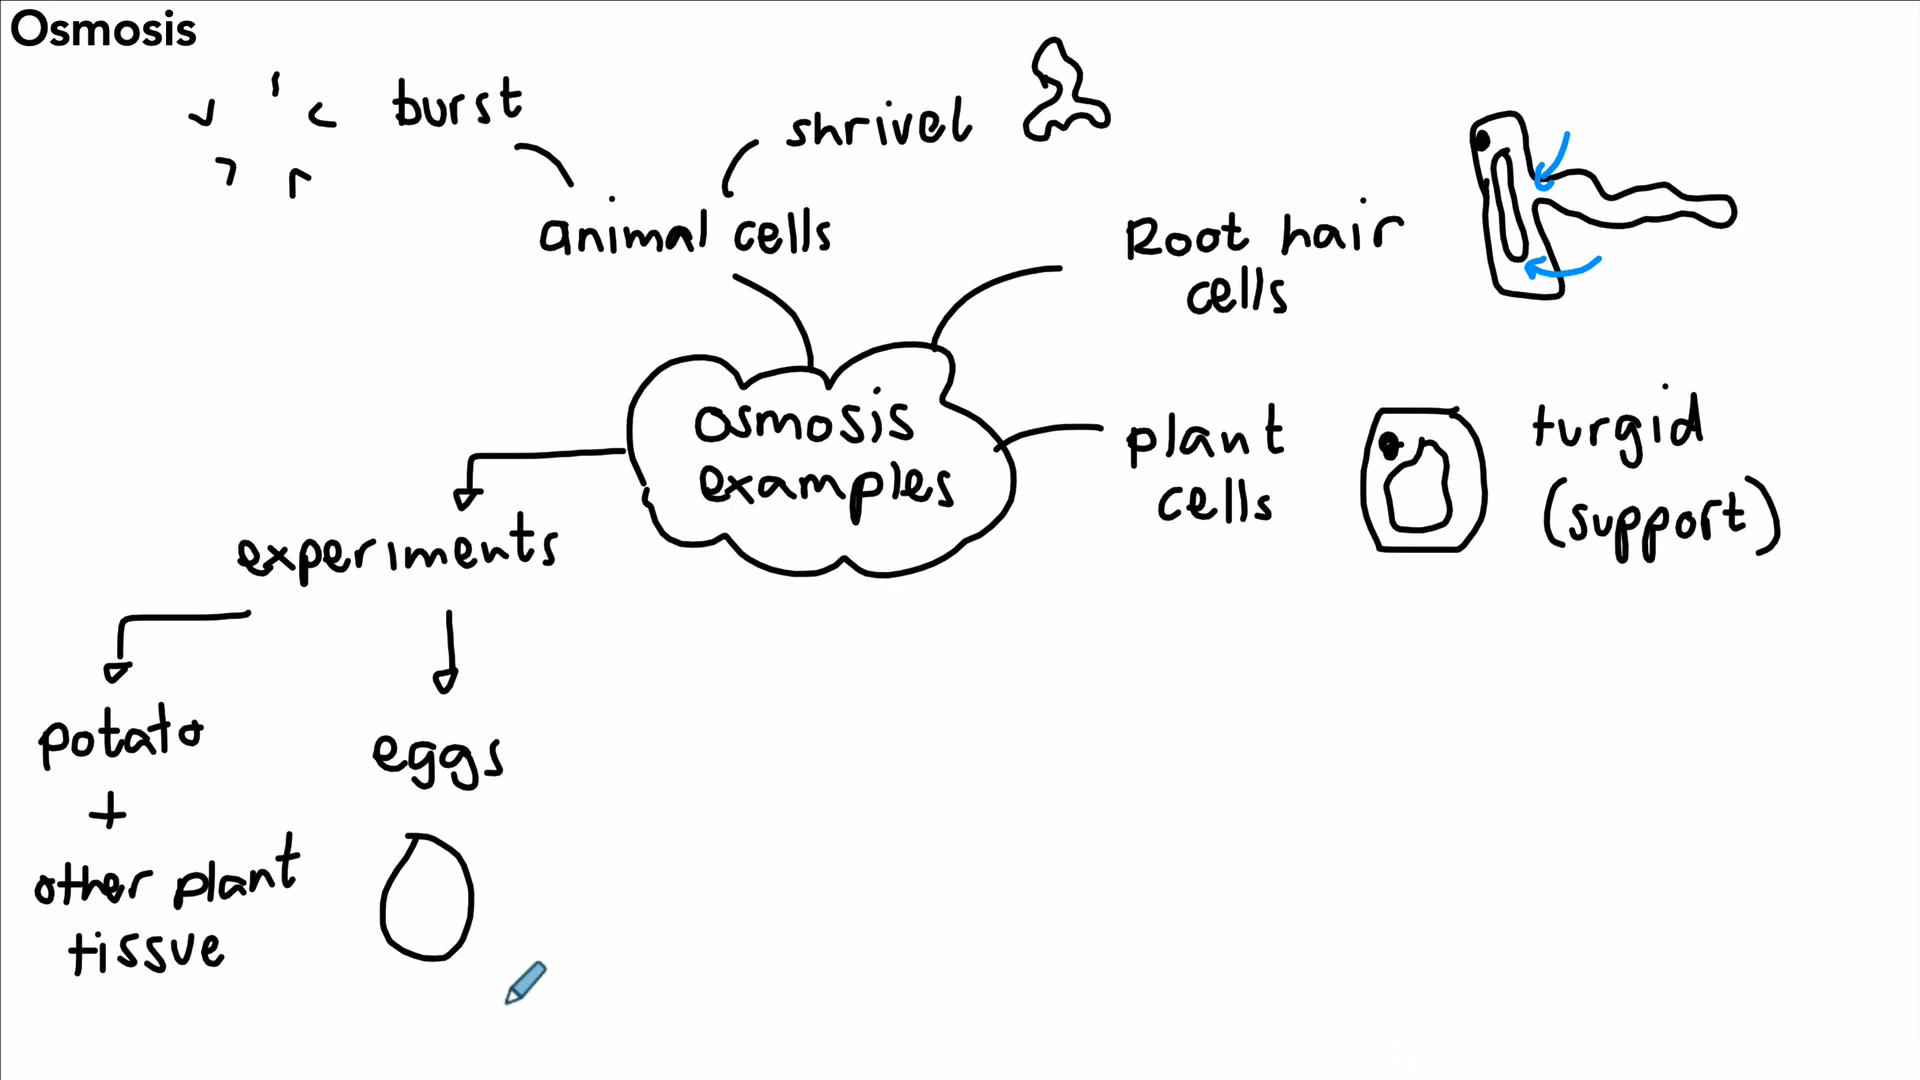 Osmosis
burst
shrivel
animal cells
Root hair
cells
osmosis
examples
plant
cells
turgid
(support)
experiments
potato
+
other plant
tissue
eggs